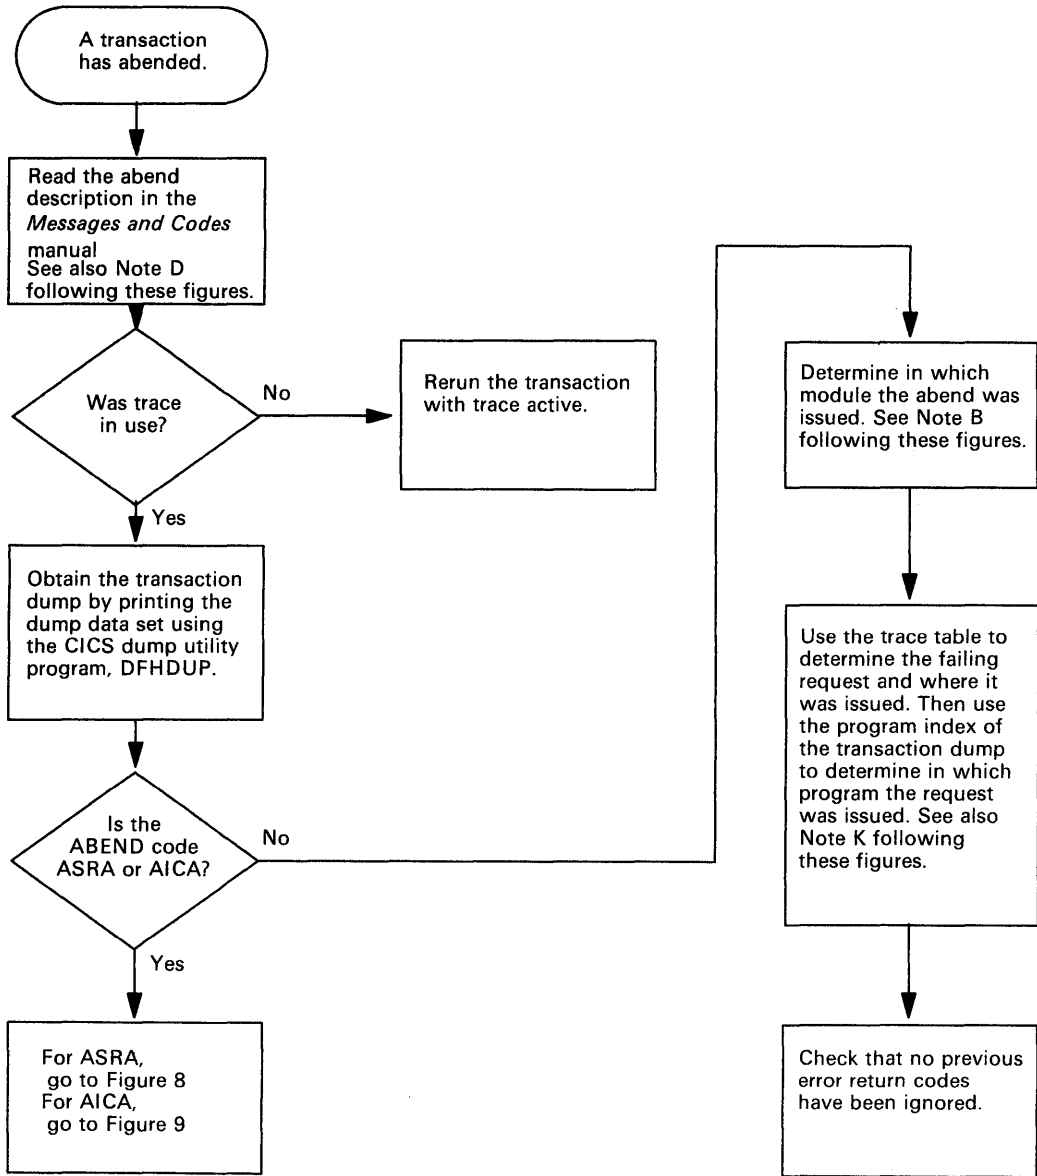 A transaction
has abended.
Read the abend
description in the
Messages and Codes
manual
See also Note D
following these figures.
Was trace
in use?
No
Rerun the transaction
with trace active.
Yes
Obtain the transaction
dump by printing the
dump data set using
the CICS dump utility
program, DFHDUP.
Is the
ABEND code
ASRA or AICA?
No
Yes
For ASRA,
go to Figure 8
For AICA,
go to Figure 9
Determine in which
module the abend was
issued. See Note B
following these figures.
Use the trace table to
determine the failing
request and where it
was issued. Then use
the program index of
the transaction dump
to determine in which
program the request
was issued. See also
Note K following
these figures.
Check that no previous
error return codes
have been ignored.